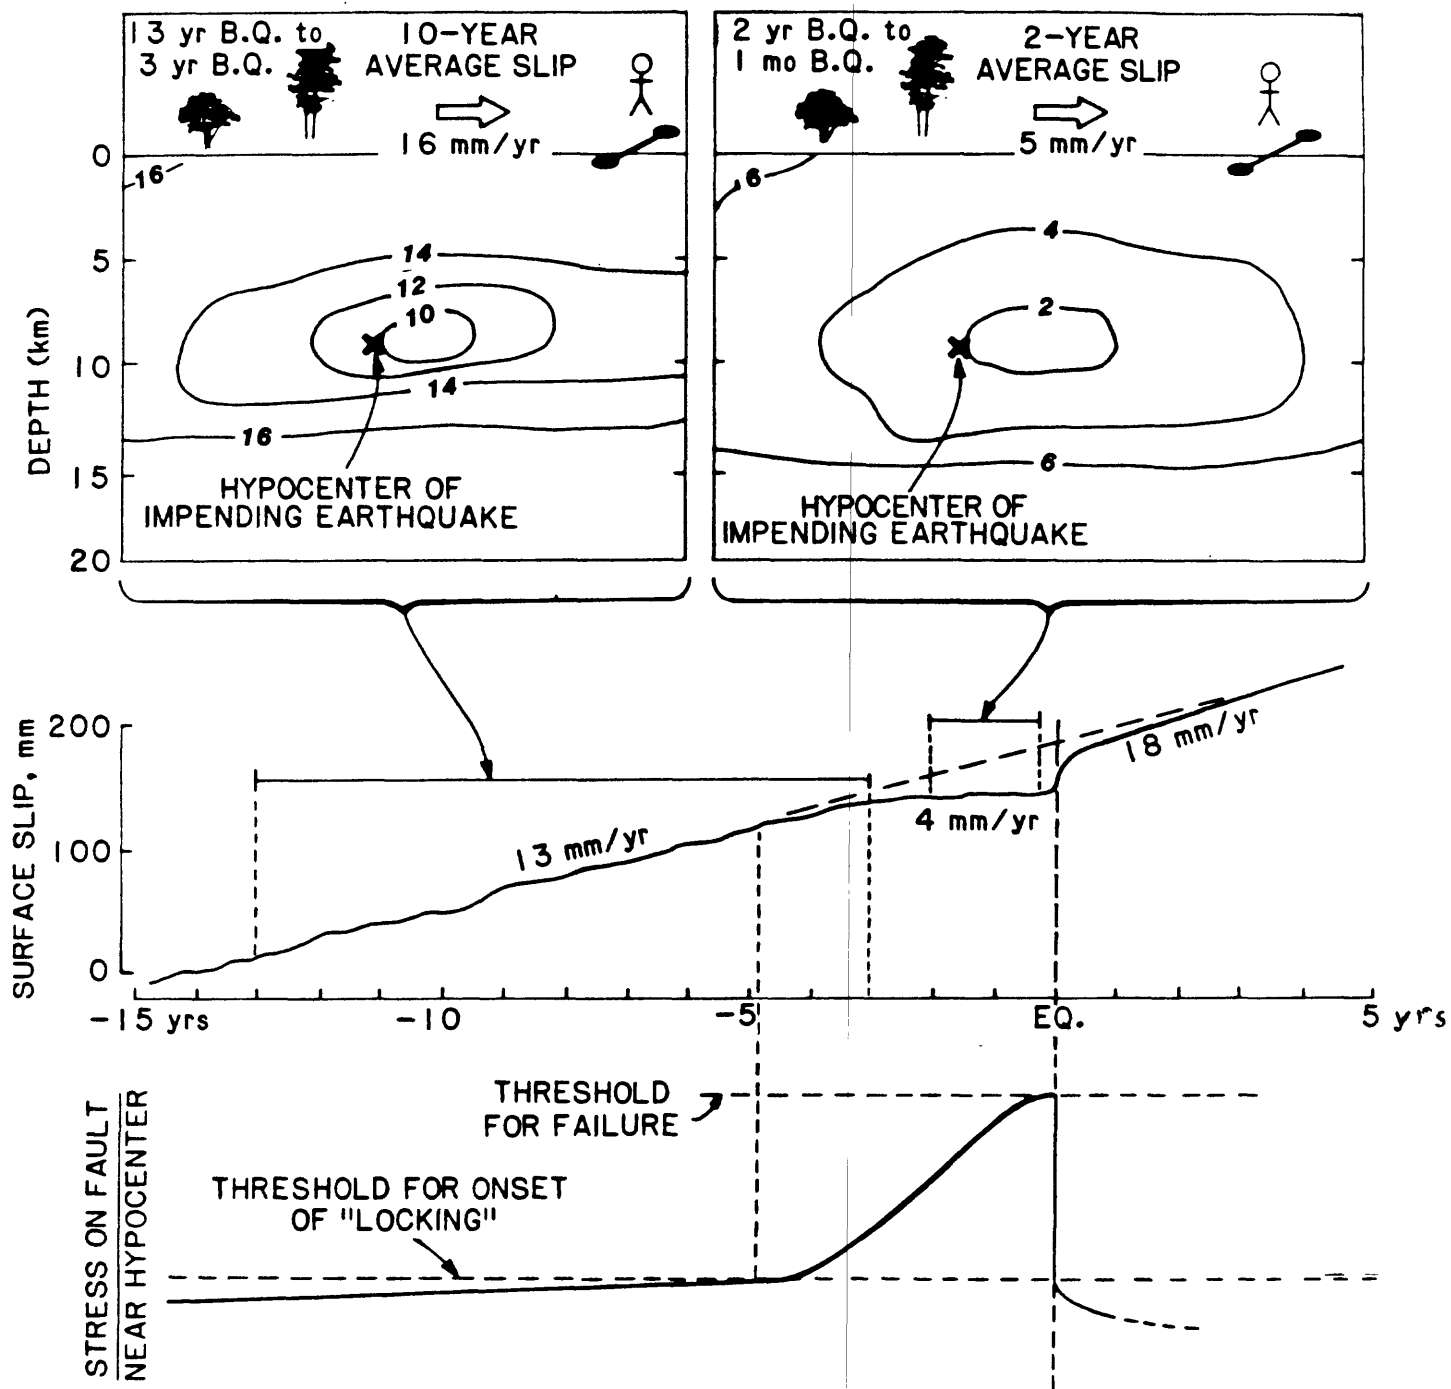 13 yr B.Q. to
3 yr B.Q.
10-YEAR
AVERAGE SLIP
16 mm/yr
2 yr B.Q. to
1 mo B.Q.
2-YEAR
AVERAGE SLIP
5 mm/yr
DEPTH (km)
0
5
10
15
20
16
14
12
10
14
16
HYPOCENTER OF
IMPENDING EARTHQUAKE
6
4
2
6
HYPOCENTER OF
IMPENDING EARTHQUAKE
SURFACE SLIP, mm
200
100
0
13 mm/yr
4 mm/yr
18 mm/yr
-15 yrs
-10
-5
EQ.
5 yrs
STRESS ON FAULT
NEAR HYPOCENTER
THRESHOLD
FOR FAILURE
THRESHOLD FOR ONSET
OF "LOCKING"